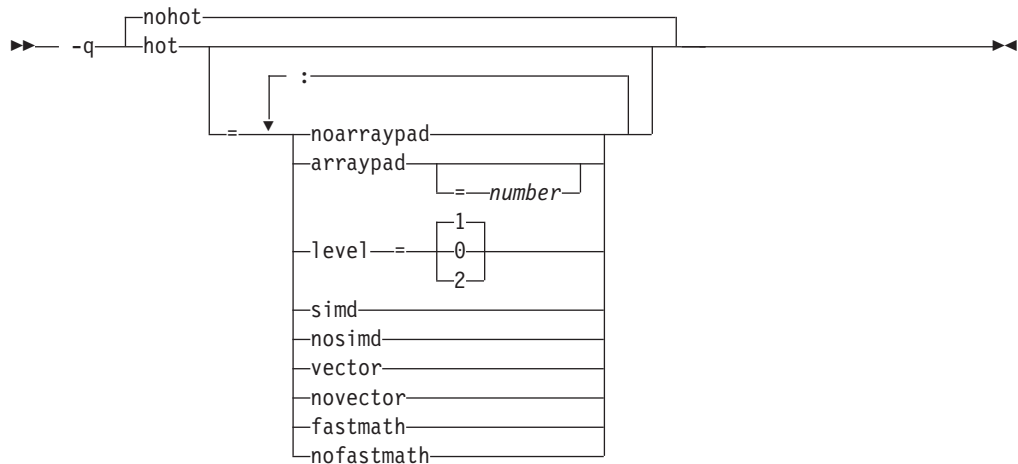 nohot
-q hot
:
= noarraypad
arraypad
=number
1
level = 0
2
simd
nosimd
vector
novector
fastmath
nofastmath